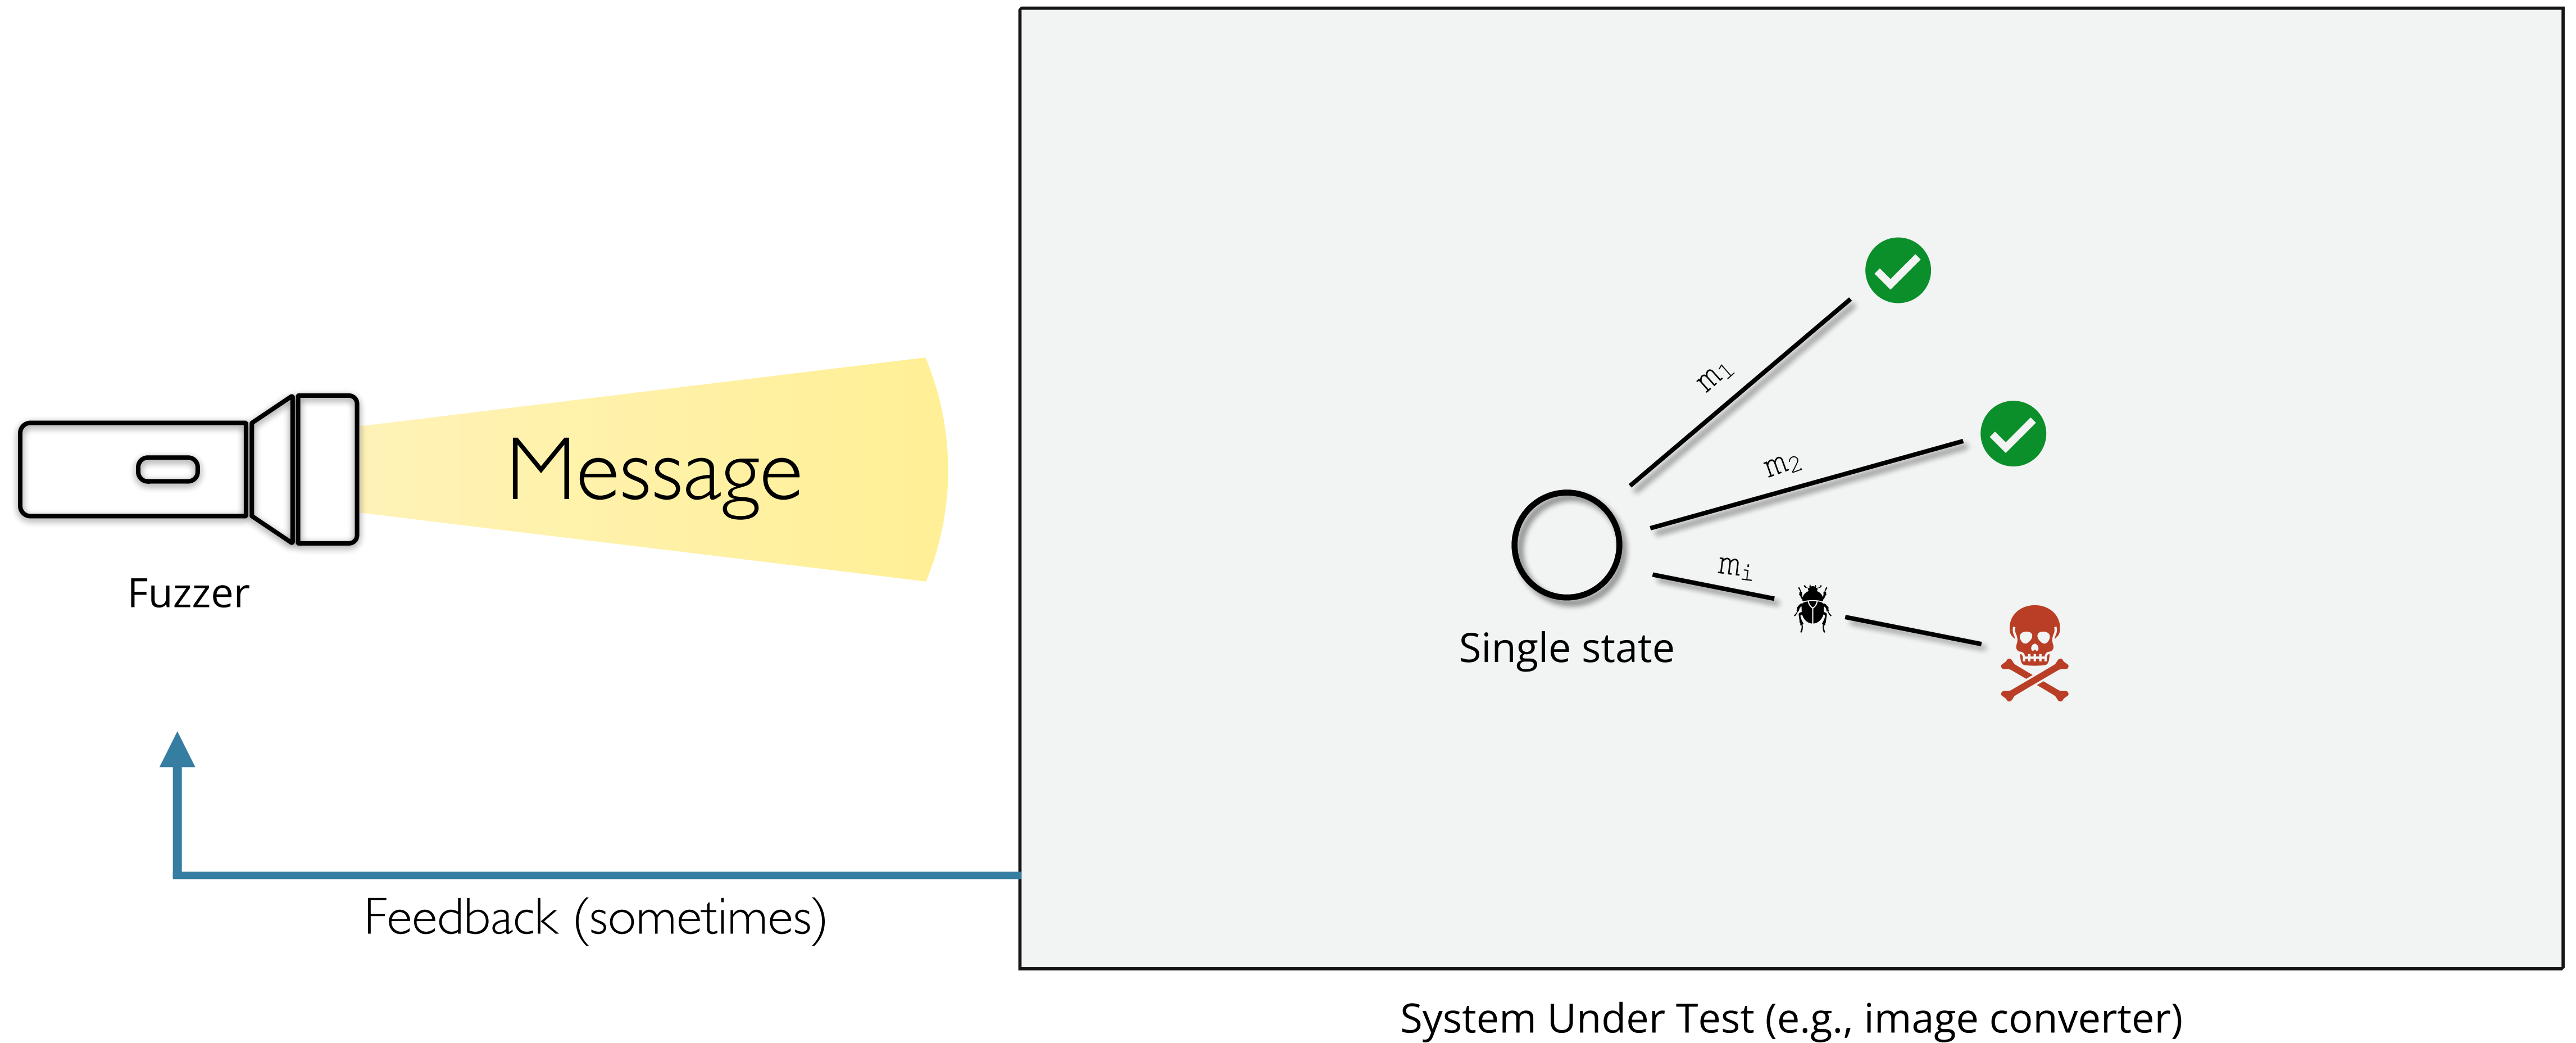 Message
Fuzzer
Feedback (sometimes)
m1
m2
mi
Single state
System Under Test (e.g., image converter)